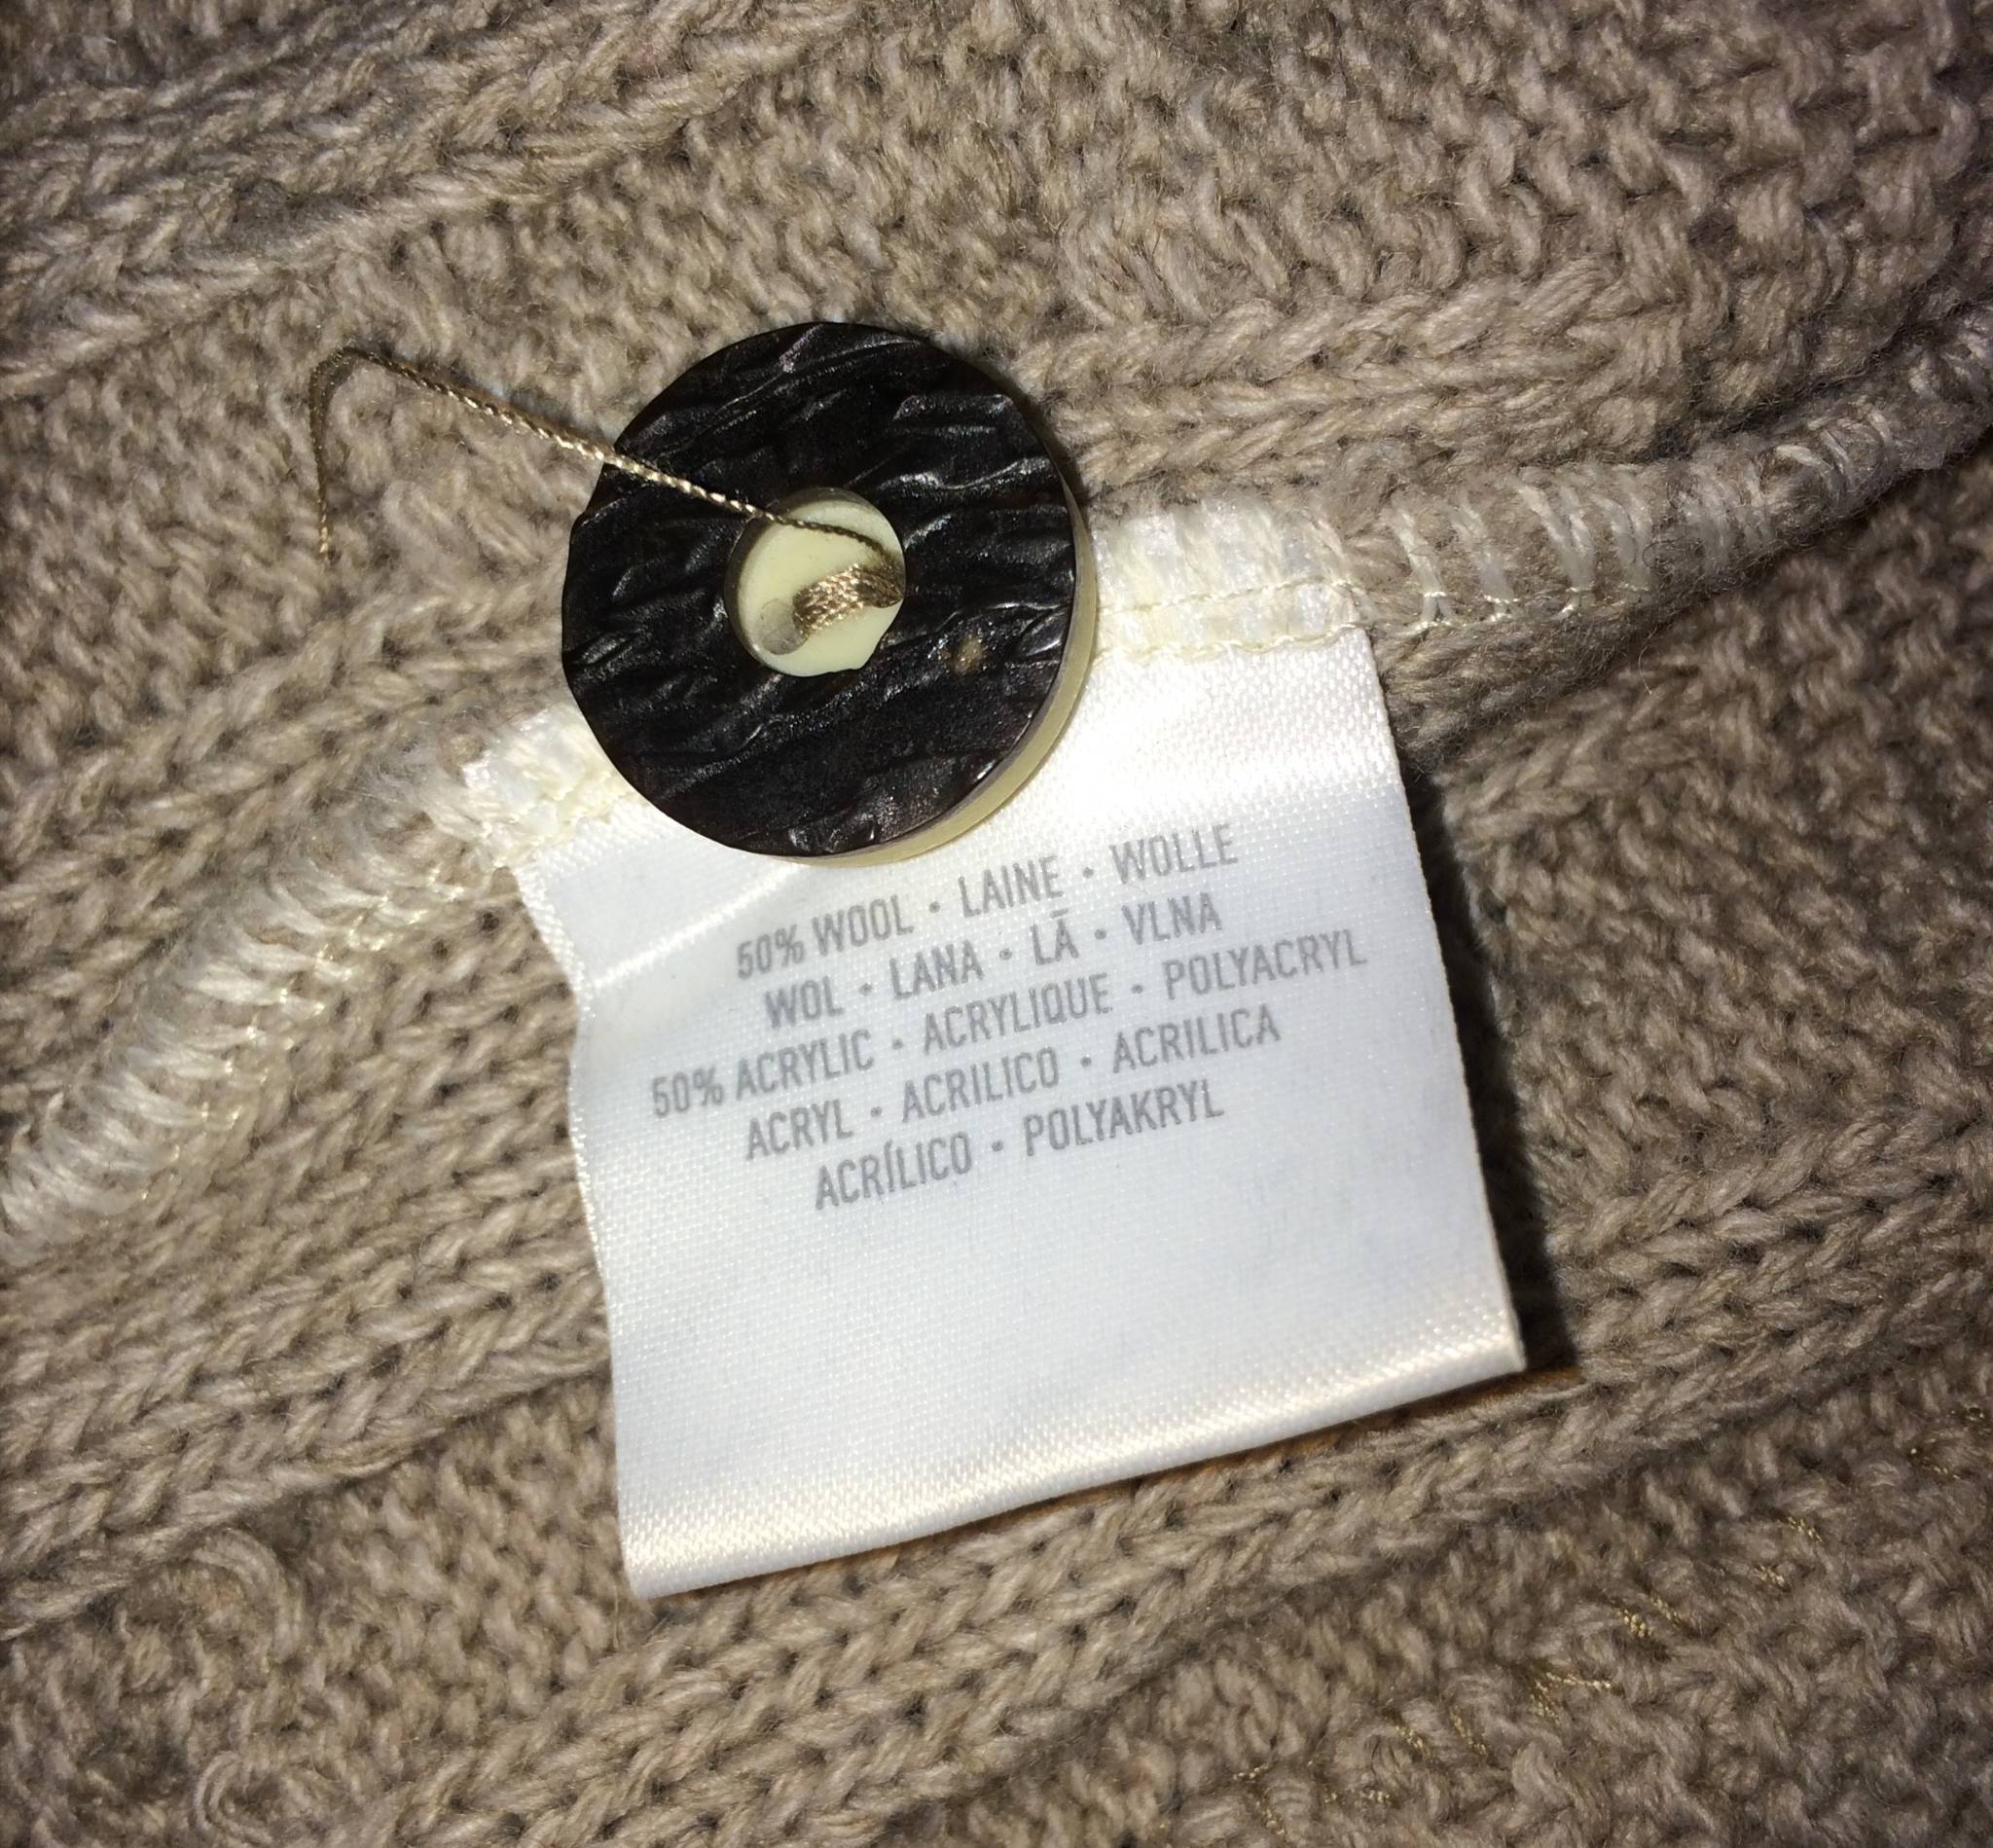 50% WOOL • LAINE • WOLLE
WOL • LANA • LÃ • VLNA
50% ACRYLIC • ACRYLIQUE • POLYACRYL
ACRYL • ACRILICO • ACRILICA
ACRÍLICO • POLYAKRYL